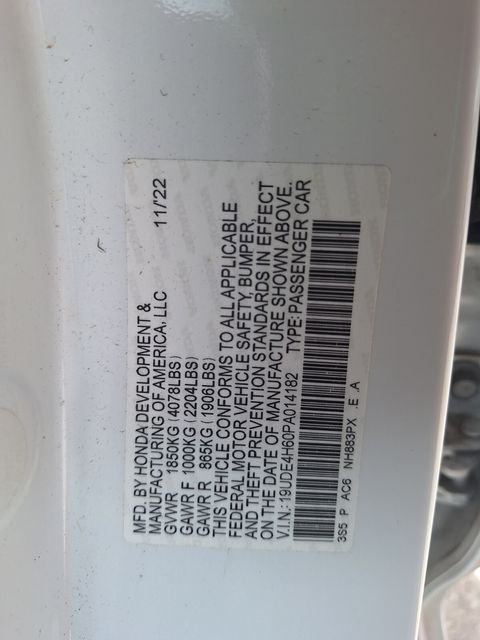 MFD. BY HONDA DEVELOPMENT &
MANUFACTURING OF AMERICA, LLC 11/'22
GVWR 1850KG (4078LBS)
GAWR F 1000KG (2204LBS)
GAWR R 865KG (1906LBS)
THIS VEHICLE CONFORMS TO ALL APPLICABLE
FEDERAL MOTOR VEHICLE SAFETY, BUMPER,
AND THEFT PREVENTION STANDARDS IN EFFECT
ON THE DATE OF MANUFACTURE SHOWN ABOVE.
V.I.N.:19UDE4H60PA014182 TYPE:PASSENGER CAR
3S5 P AC6 NH883PX .E .A